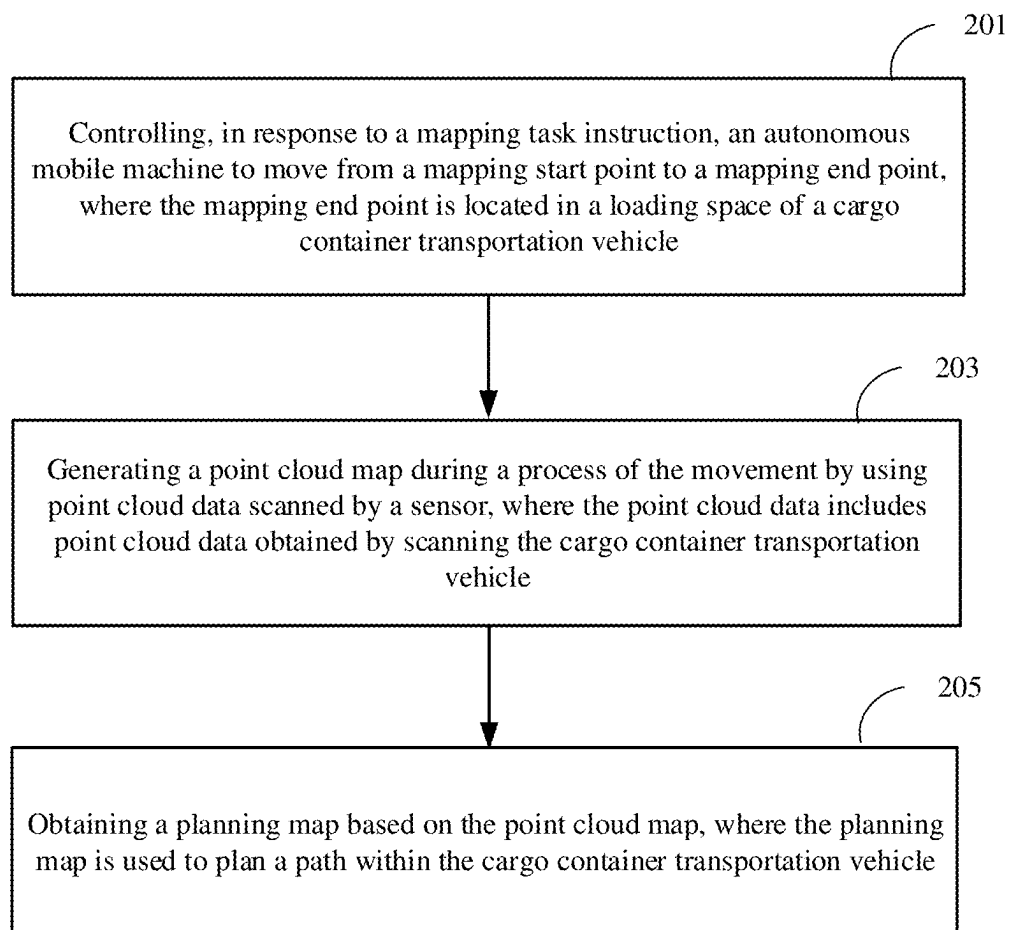 201
Controlling, in response to a mapping task instruction, an autonomous
mobile machine to move from a mapping start point to a mapping end point,
where the mapping end point is located in a loading space of a cargo
container transportation vehicle
203
Generating a point cloud map during a process of the movement by using
point cloud data scanned by a sensor, where the point cloud data includes
point cloud data obtained by scanning the cargo container transportation
vehicle
205
Obtaining a planning map based on the point cloud map, where the planning
map is used to plan a path within the cargo container transportation vehicle